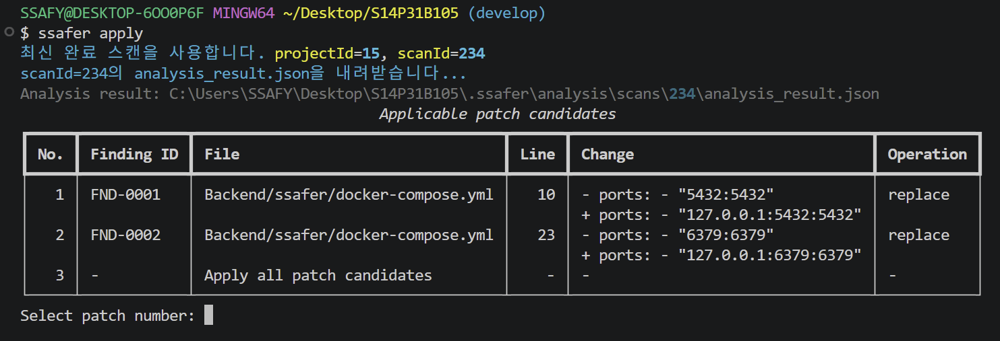 SSAFY@DESKTOP-6OO0P6F MINGW64 ~/Desktop/S14P31B105 (develop)
$ ssafer apply
최신 완료 스캔을 사용합니다. projectId=15, scanId=234
scanId=234의 analysis_result.json을 내려받습니다...
Analysis result: C:\Users\SSAFY\Desktop\S14P31B105\.ssafer\analysis\scans\234\analysis_result.json
Applicable patch candidates
No. Finding ID File Line Change Operation
1 FND-0001 Backend/ssafer/docker-compose.yml 10 - ports: - "5432:5432" replace
+ ports: - "127.0.0.1:5432:5432"
2 FND-0002 Backend/ssafer/docker-compose.yml 23 - ports: - "6379:6379" replace
+ ports: - "127.0.0.1:6379:6379"
3 - Apply all patch candidates - - -
Select patch number: